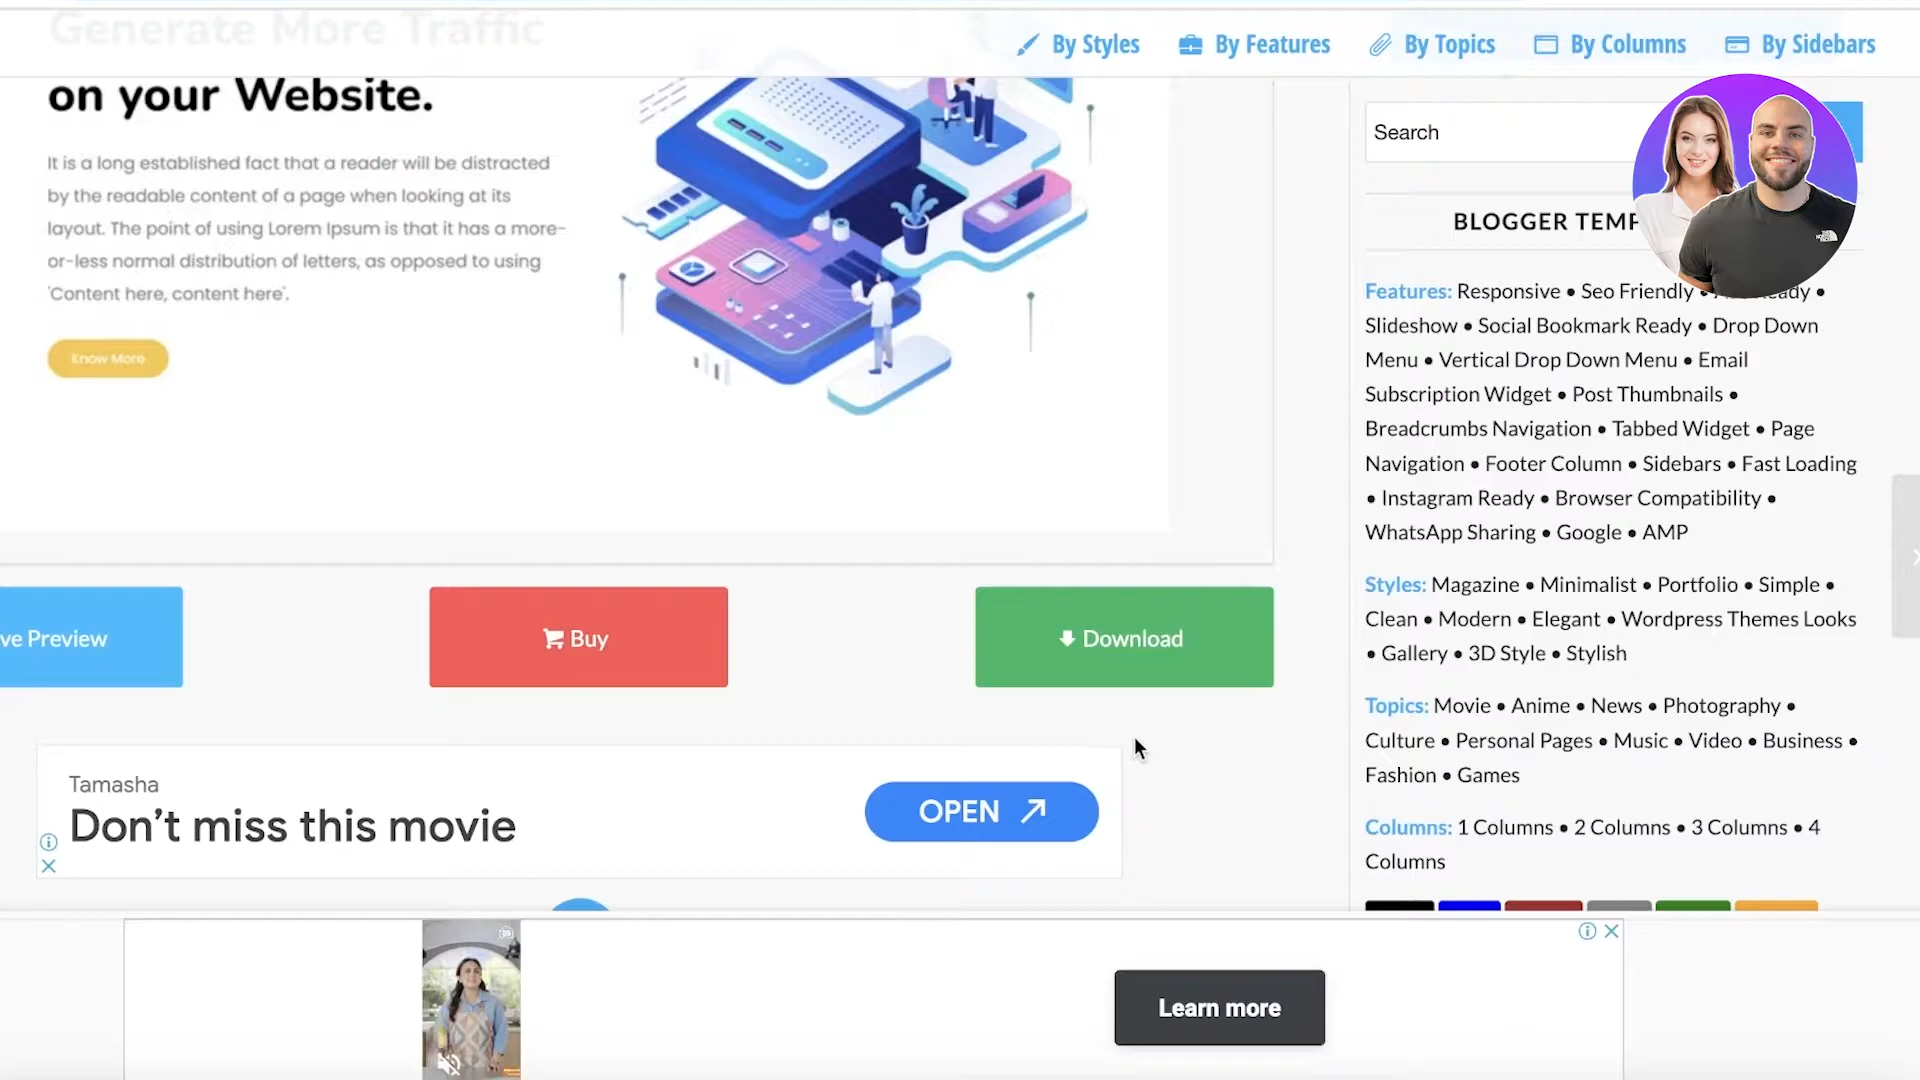 Generate More Traffic
By Styles
By Features
By Topics
By Columns
By Sidebars
on your Website.
It is a long established fact that a reader will be distracted
by the readable content of a page when looking at its
layout. The point of using Lorem Ipsum is that it has a more-
or-less normal distribution of letters, as opposed to using
'Content here, content here'.
Know More
ve Preview
Buy
Download
Tamasha
Don't miss this movie
OPEN
Search
BLOGGER TEMP
Features: Responsive • Seo Friendly •
Slideshow • Social Bookmark Ready • Drop Down
Menu • Vertical Drop Down Menu • Email
Subscription Widget • Post Thumbnails •
Breadcrumbs Navigation • Tabbed Widget • Page
Navigation • Footer Column • Sidebars • Fast Loading
• Instagram Ready • Browser Compatibility •
WhatsApp Sharing • Google • AMP
Styles: Magazine • Minimalist • Portfolio • Simple •
Clean • Modern • Elegant • Wordpress Themes Looks
• Gallery • 3D Style • Stylish
Topics: Movie • Anime • News • Photography •
Culture • Personal Pages • Music • Video • Business •
Fashion • Games
Columns: 1 Columns • 2 Columns • 3 Columns • 4
Columns
Learn more